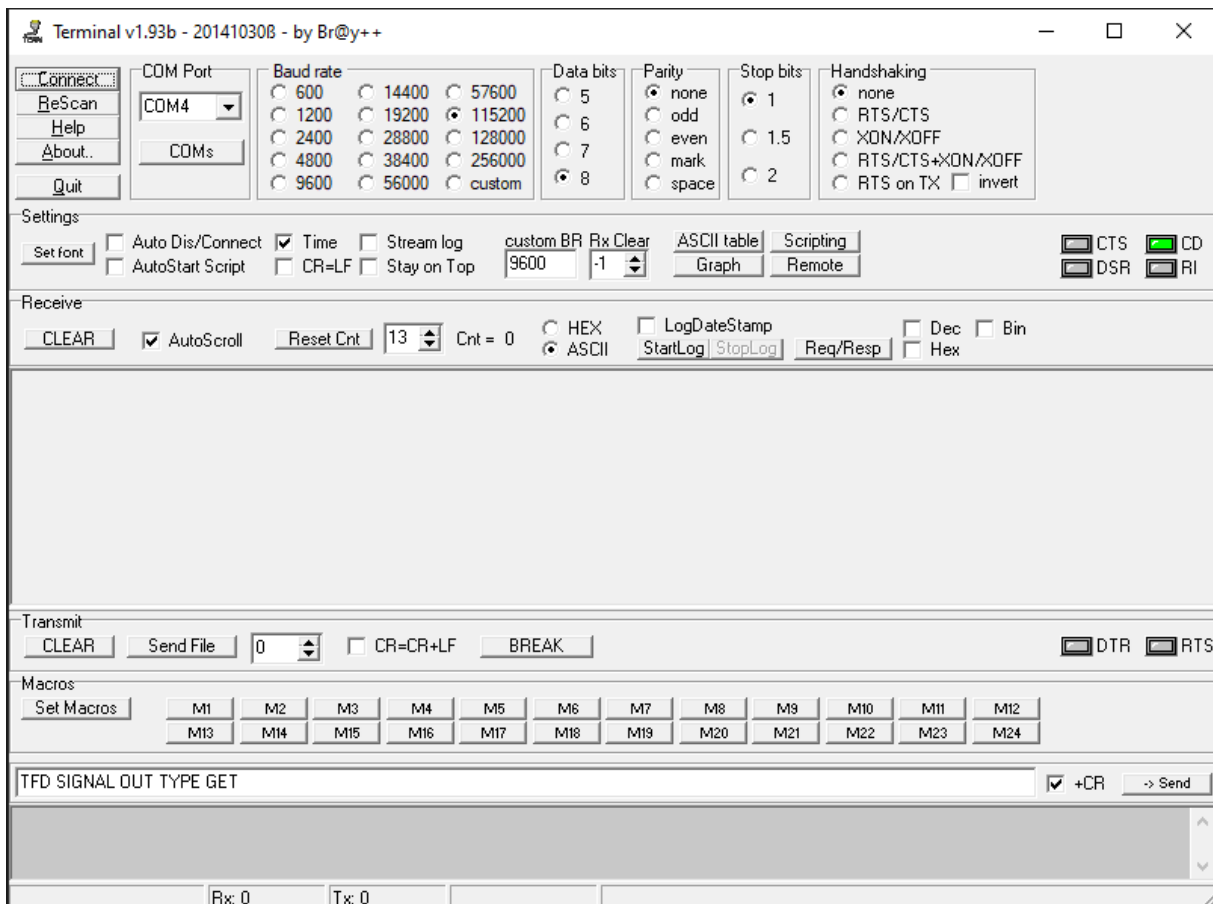 Terminal v1.93b - 20141030ß - by Br@y++
Connect
ReScan
Help
About..
Quit
COM Port
COM4
COMs
Baud rate
600 14400 57600
1200 19200 115200
2400 28800 128000
4800 38400 256000
9600 56000 custom
Data bits
5
6
7
8
Parity
none
odd
even
mark
space
Stop bits
1
1.5
2
Handshaking
none
RTS/CTS
XON/XOFF
RTS/CTS+XON/XOFF
RTS on TX invert
Settings
Set font
Auto Dis/Connect Time Stream log
AutoStart Script CR=LF Stay on Top
custom BR Rx Clear
9600 -1
ASCII table Scripting
Graph Remote
CTS CD
DSR RI
Receive
CLEAR AutoScroll Reset Cnt 13 Cnt = 0
HEX
ASCII
LogDateStamp
StartLog StopLog Req/Resp
Dec Bin
Hex
Transmit
CLEAR Send File 0 CR=CR+LF BREAK DTR RTS
Macros
Set Macros M1 M2 M3 M4 M5 M6 M7 M8 M9 M10 M11 M12
M13 M14 M15 M16 M17 M18 M19 M20 M21 M22 M23 M24
TFD SIGNAL OUT TYPE GET +CR -> Send
Rx: 0 Tx: 0